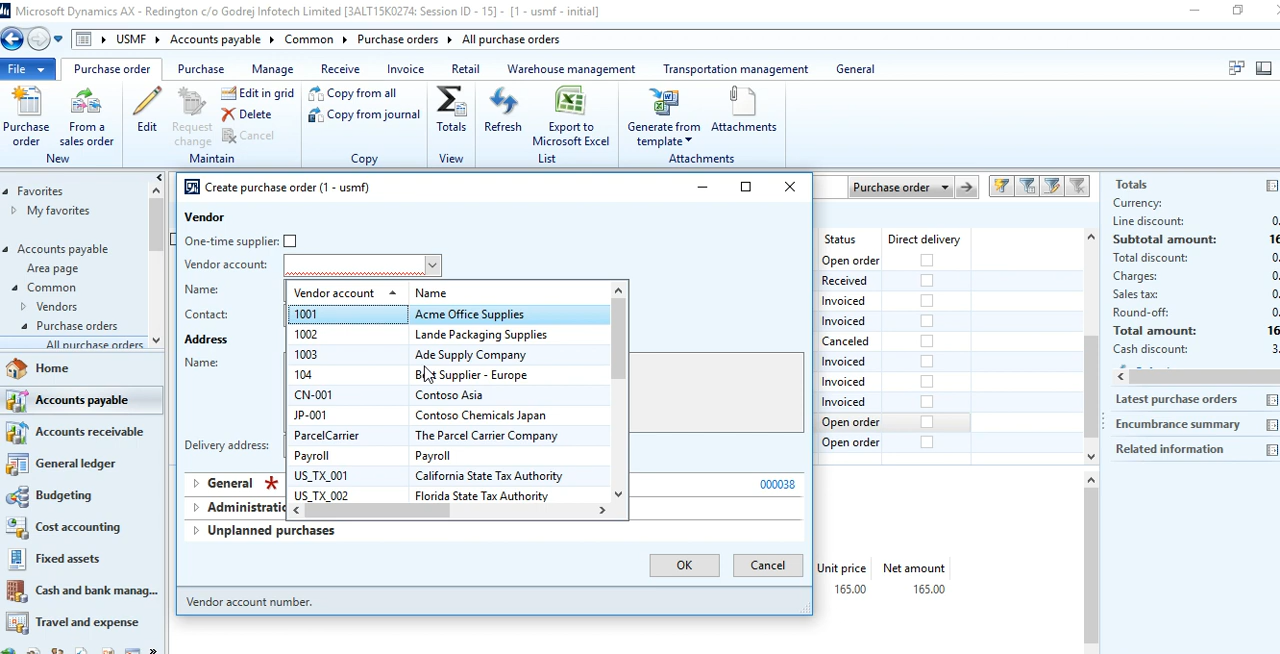 Microsoft Dynamics AX - Redington c/o Godrej Infotech Limited [3ALT15K0274: Session ID - 15] - [1 - usmf - initial]
USMF Accounts payable Common Purchase orders All purchase orders
File Purchase order Purchase Manage Receive Invoice Retail Warehouse management Transportation management General
Purchase order
From a sales order
New
Edit
Request change
Edit in grid
Delete
Cancel
Maintain
Copy from all
Copy from journal
Copy
Totals
View
Refresh
Export to Microsoft Excel
List
Generate from template
Attachments
Attachments
Favorites
My favorites
Accounts payable
Area page
Common
Vendors
Purchase orders
All purchase orders
Home
Accounts payable
Accounts receivable
General ledger
Budgeting
Cost accounting
Fixed assets
Cash and bank manag...
Travel and expense
Create purchase order (1 - usmf)
Vendor
One-time supplier:
Vendor account:
Name:
Contact:
Address
Name:
Delivery address:
Vendor account Name
1001 Acme Office Supplies
1002 Lande Packaging Supplies
1003 Ade Supply Company
104 Supplier - Europe
CN-001 Contoso Asia
JP-001 Contoso Chemicals Japan
ParcelCarrier The Parcel Carrier Company
Payroll Payroll
US_TX_001 California State Tax Authority
US_TX_002 Florida State Tax Authority
General 000038
Unplanned purchases
OK Cancel
Vendor account number.
Purchase order
Status Direct delivery
Open order
Received
Invoiced
Invoiced
Canceled
Invoiced
Invoiced
Invoiced
Open order
Open order
Unit price Net amount
165.00 165.00
Totals
Currency:
Line discount: 0.
Subtotal amount: 16
Total discount: 0.
Charges: 0.
Sales tax: 0.
Round-off: 0.
Total amount: 16
Cash discount: 3.
Latest purchase orders
Encumbrance summary
Related information